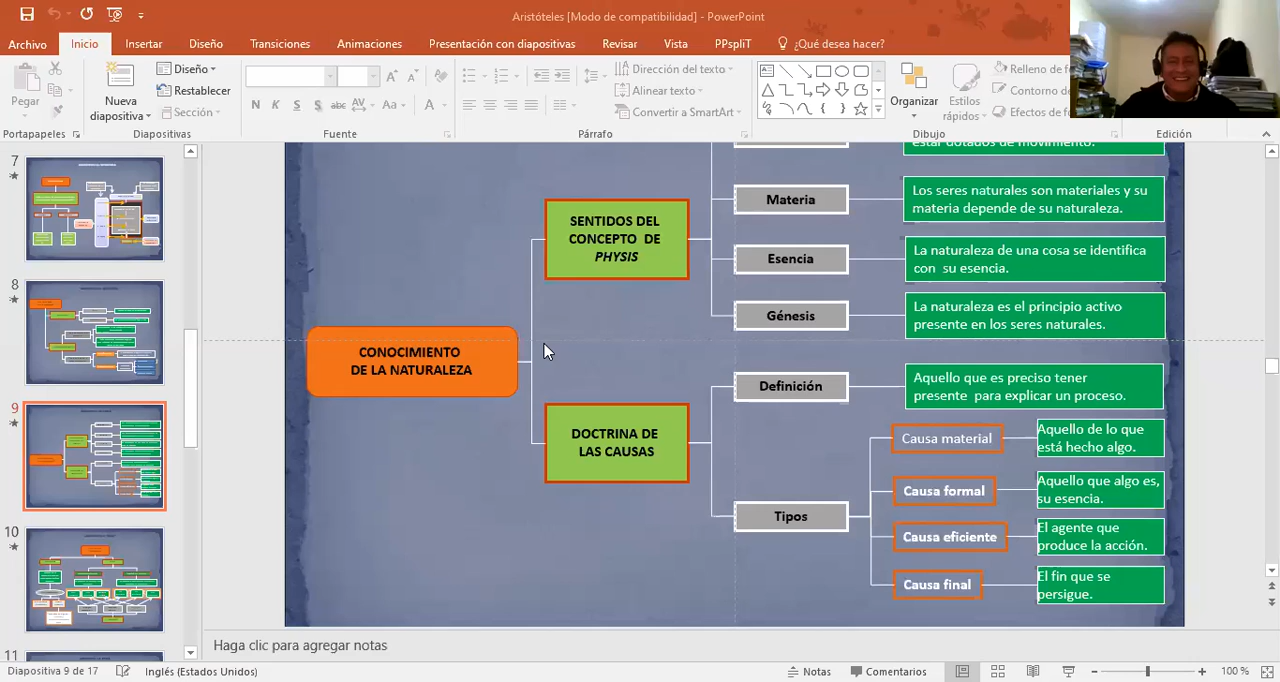 Aristóteles [Modo de compatibilidad] - PowerPoint
Archivo
Inicio
Insertar
Diseño
Transiciones
Animaciones
Presentación con diapositivas
Revisar
Vista
PPspliT
¿Qué desea hacer?
Pegar
Nueva
diapositiva
Diseño
Restablecer
Sección
N K S S abc AV Aa A
Dirección del texto
Alinear texto
Convertir a SmartArt
Organizar
Estilos
rápidos
Relleno de
Contorno de
Efectos de
Portapapeles
Diapositivas
Fuente
Párrafo
Dibujo
Edición
7
8
9
10
11
estar dotados de movimiento.
SENTIDOS DEL
CONCEPTO DE
PHYSIS
Materia
Los seres naturales son materiales y su
materia depende de su naturaleza.
Esencia
La naturaleza de una cosa se identifica
con su esencia.
Génesis
La naturaleza es el principio activo
presente en los seres naturales.
CONOCIMIENTO
DE LA NATURALEZA
DOCTRINA DE
LAS CAUSAS
Definición
Aquello que es preciso tener
presente para explicar un proceso.
Tipos
Causa material
Aquello de lo que
está hecho algo.
Causa formal
Aquello que algo es,
su esencia.
Causa eficiente
El agente que
produce la acción.
Causa final
El fin que se
persigue.
Haga clic para agregar notas
Diapositiva 9 de 17
Inglés (Estados Unidos)
Notas
Comentarios
100 %